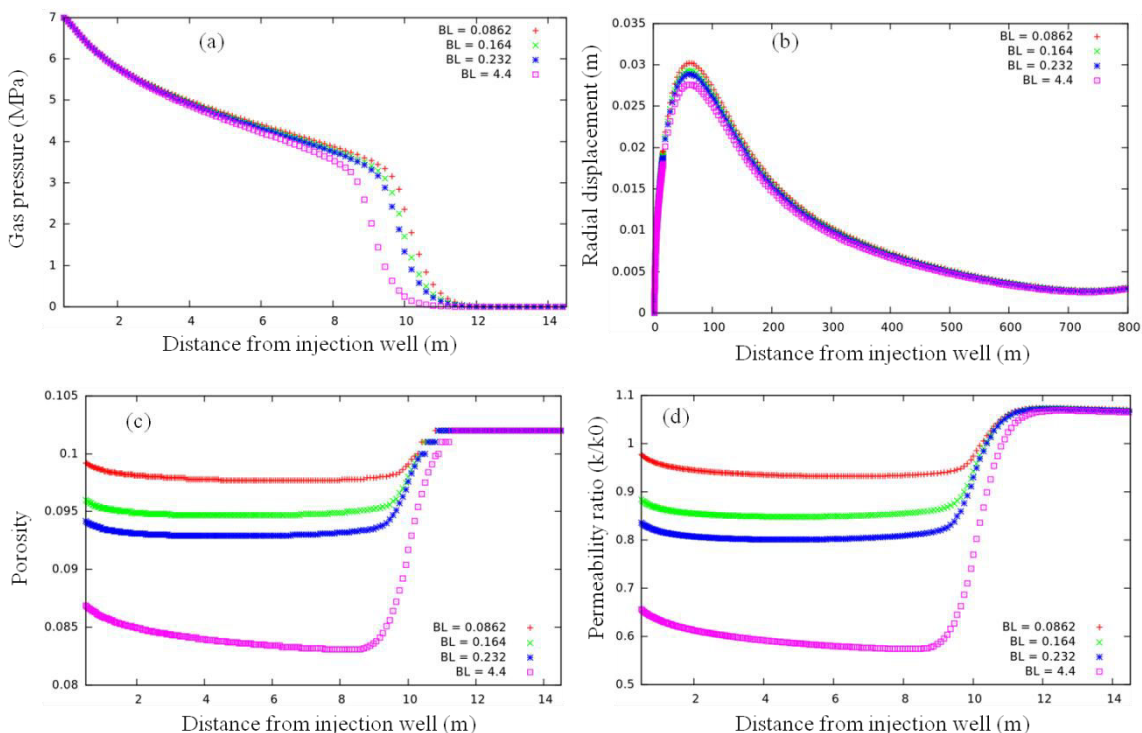 (a)
BL = 0.0862
BL = 0.164
BL = 0.232
BL = 4.4
Gas pressure (MPa)
7
6
5
4
3
2
1
0
2 4 6 8 10 12 14
Distance from injection well (m)
(b)
BL = 0.0862
BL = 0.164
BL = 0.232
BL = 4.4
Radial displacement (m)
0.035
0.03
0.025
0.02
0.015
0.01
0.005
0
0 100 200 300 400 500 600 700 800
Distance from injection well (m)
(c)
Porosity
0.105
0.1
0.095
0.09
0.085
0.08
BL = 0.0862
BL = 0.164
BL = 0.232
BL = 4.4
2 4 6 8 10 12 14
Distance from injection well (m)
(d)
Permeability ratio (k/k0)
1.1
1
0.9
0.8
0.7
0.6
0.5
BL = 0.0862
BL = 0.164
BL = 0.232
BL = 4.4
2 4 6 8 10 12 14
Distance from injection well (m)